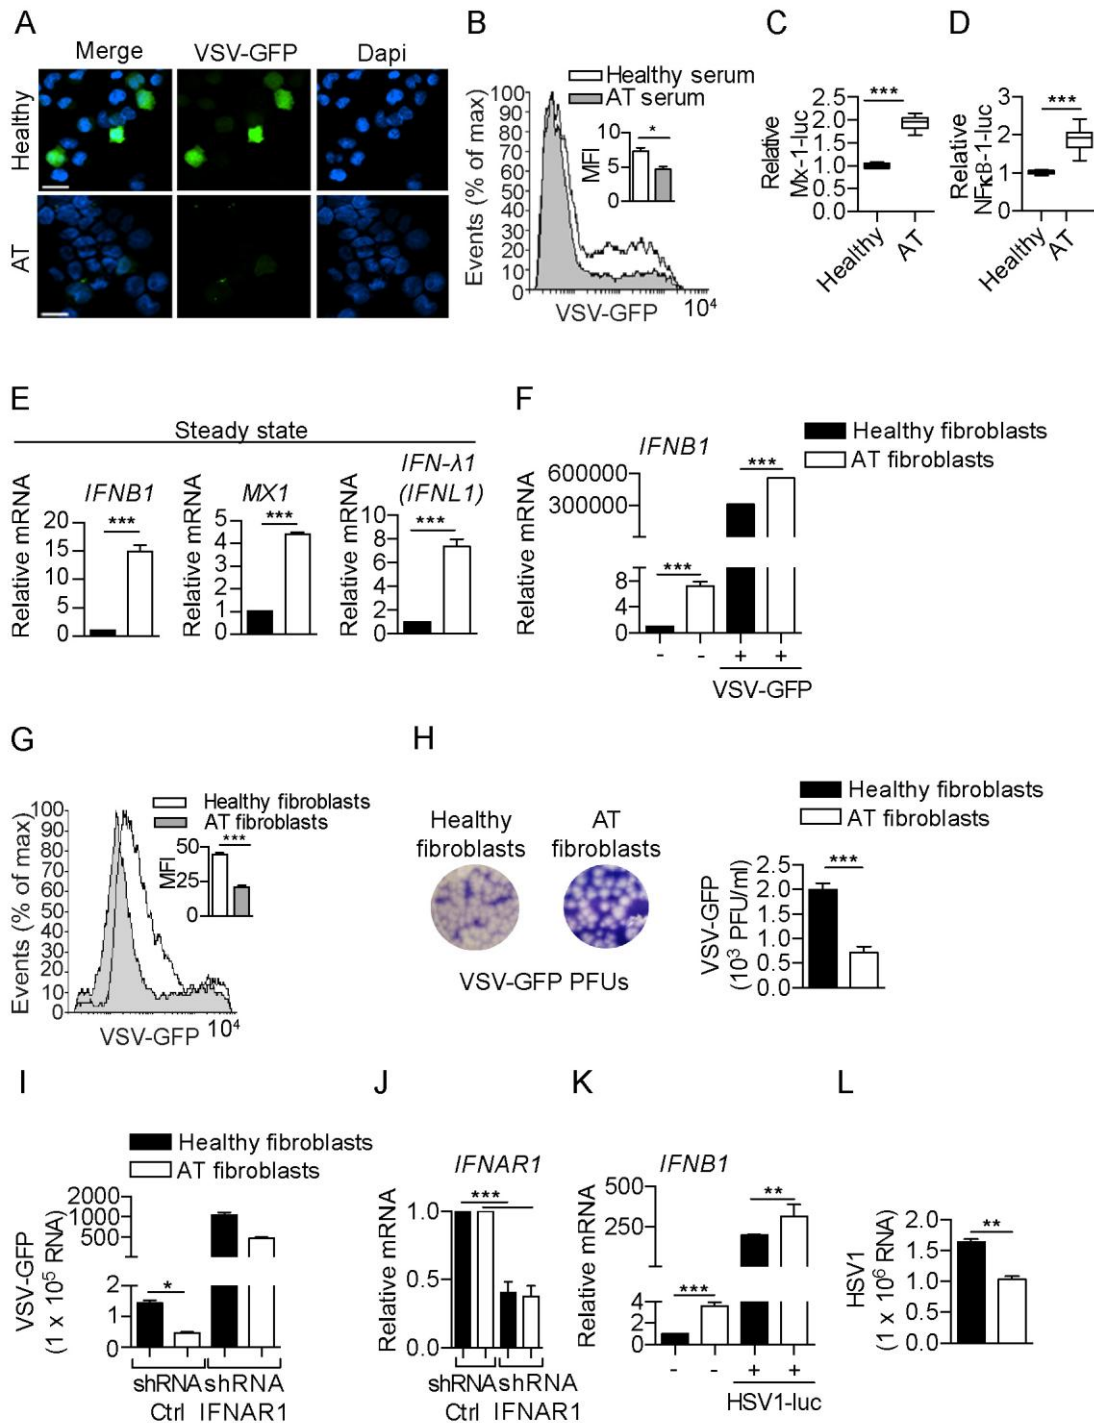 A
Merge
VSV-GFP
Dapi
Healthy
AT
B
Healthy serum
AT serum
Events (% of max)
100
90
80
70
60
50
40
30
20
10
0
MFI
10
5
0
*
VSV-GFP
10⁴
C
***
Relative
Mx-1-luc
2.5
2.0
1.5
1.0
0.5
0.0
Healthy
AT
D
***
Relative
NFκB-1-luc
3
2
1
0
Healthy
AT
E
Steady state
IFNB1
***
Relative mRNA
20
15
10
5
0
MX1
***
Relative mRNA
5
4
3
2
1
0
IFN-λ1
(IFNL1)
***
Relative mRNA
8
6
4
2
0
F
Healthy fibroblasts
AT fibroblasts
IFNB1
600000
300000
8
4
0
Relative mRNA
***
***
- - + +
VSV-GFP
G
Healthy fibroblasts
AT fibroblasts
Events (% of max)
100
90
80
70
60
50
40
30
20
10
0
MFI
50
25
0
***
VSV-GFP
10⁴
H
Healthy
fibroblasts
AT
fibroblasts
VSV-GFP PFUs
Healthy fibroblasts
AT fibroblasts
VSV-GFP
(10³ PFU/ml)
2.5
2.0
1.5
1.0
0.5
0.0
***
I
Healthy fibroblasts
AT fibroblasts
VSV-GFP
(1 x 10⁵ RNA)
2000
1000
500
2
1
0
*
shRNA
Ctrl
shRNA
IFNAR1
J
IFNAR1
Relative mRNA
1.0
0.5
0.0
***
shRNA
Ctrl
shRNA
IFNAR1
K
IFNB1
Relative mRNA
500
250
4
2
0
***
**
- - + +
HSV1-luc
L
HSV1
(1 x 10⁶ RNA)
2.0
1.5
1.0
0.5
0.0
**